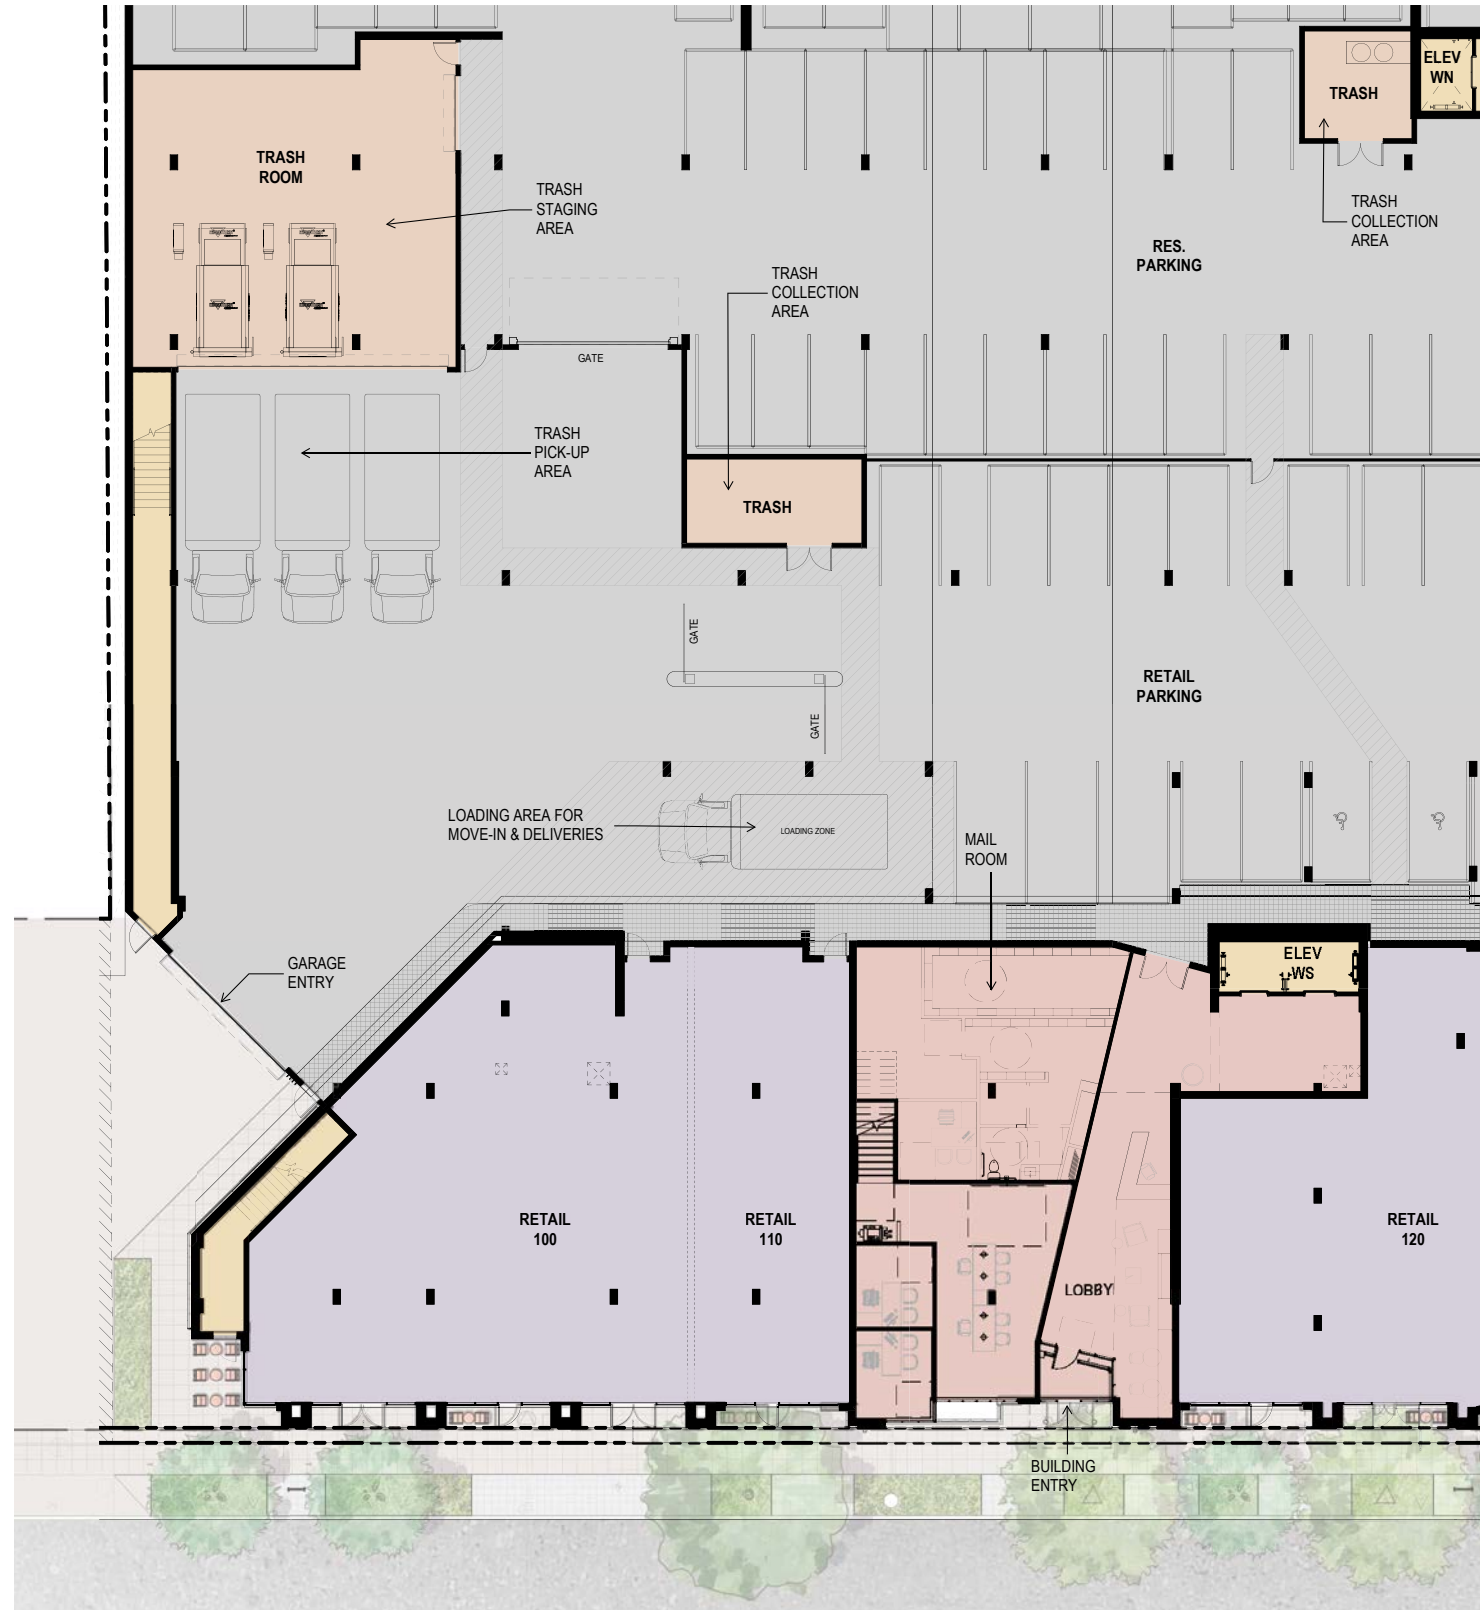 ELEV
WN
TRASH
TRASH
ROOM
TRASH
STAGING
AREA
TRASH
COLLECTION
AREA
RES.
PARKING
TRASH
COLLECTION
AREA
GATE
TRASH
PICK-UP
AREA
TRASH
GATE
RETAIL
PARKING
GATE
LOADING AREA FOR
MOVE-IN & DELIVERIES
LOADING ZONE
MAIL
ROOM
GARAGE
ENTRY
ELEV
WS
RETAIL
100
RETAIL
110
RETAIL
120
LOBBY
BUILDING
ENTRY